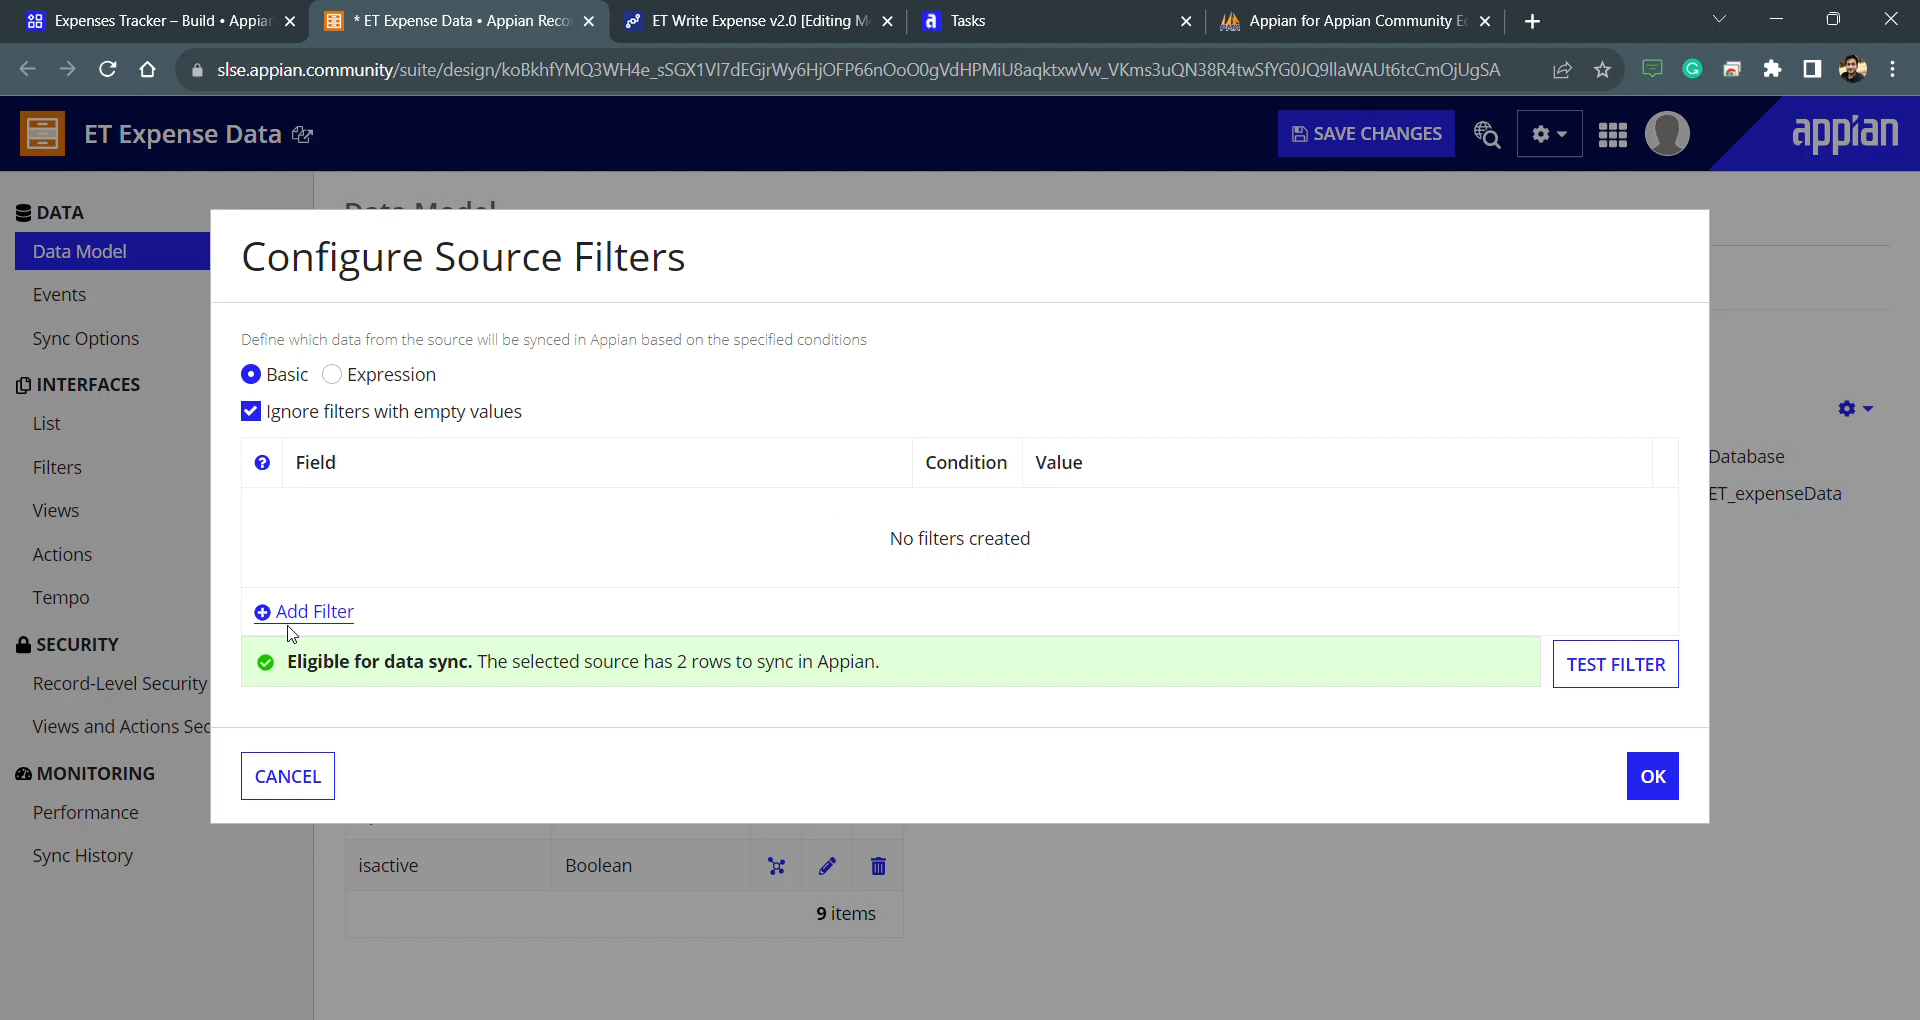 Expenses Tracker – Build • Appian
* ET Expense Data • Appian Reco
ET Write Expense v2.0 [Editing M
Tasks
Appian for Appian Community E
slse.appian.community/suite/design/koBkhfYMQ3WH4e_sSGX1Vl7dEGjrWy6HjOFP66nOoO0gVdHPMiU8aqktxwVw_VKms3uQN38R4twSfYG0JQ9llaWAUt6tcCmOjUgSA
ET Expense Data
SAVE CHANGES
appian
DATA
Data Model
Events
Sync Options
INTERFACES
List
Filters
Views
Actions
Tempo
SECURITY
Record-Level Security
Views and Actions Sec
MONITORING
Performance
Sync History
Data Model
Configure Source Filters
Define which data from the source will be synced in Appian based on the specified conditions
Basic Expression
Ignore filters with empty values
Field Condition Value
No filters created
Add Filter
Eligible for data sync. The selected source has 2 rows to sync in Appian.
TEST FILTER
CANCEL
OK
Database
ET_expenseData
isactive Boolean
9 items